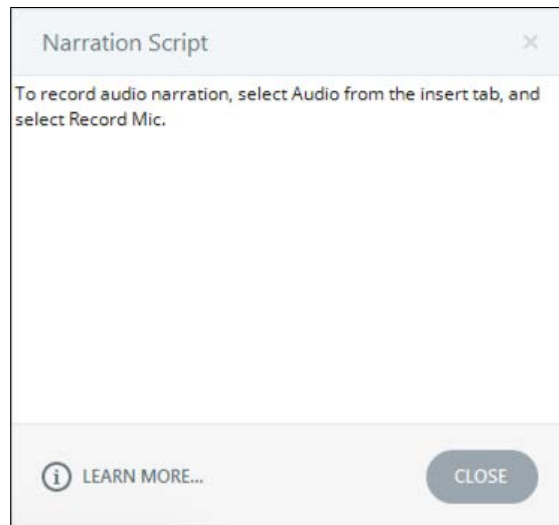 Narration Script
To record audio narration, select Audio from the insert tab, and
select Record Mic.
LEARN MORE...
CLOSE